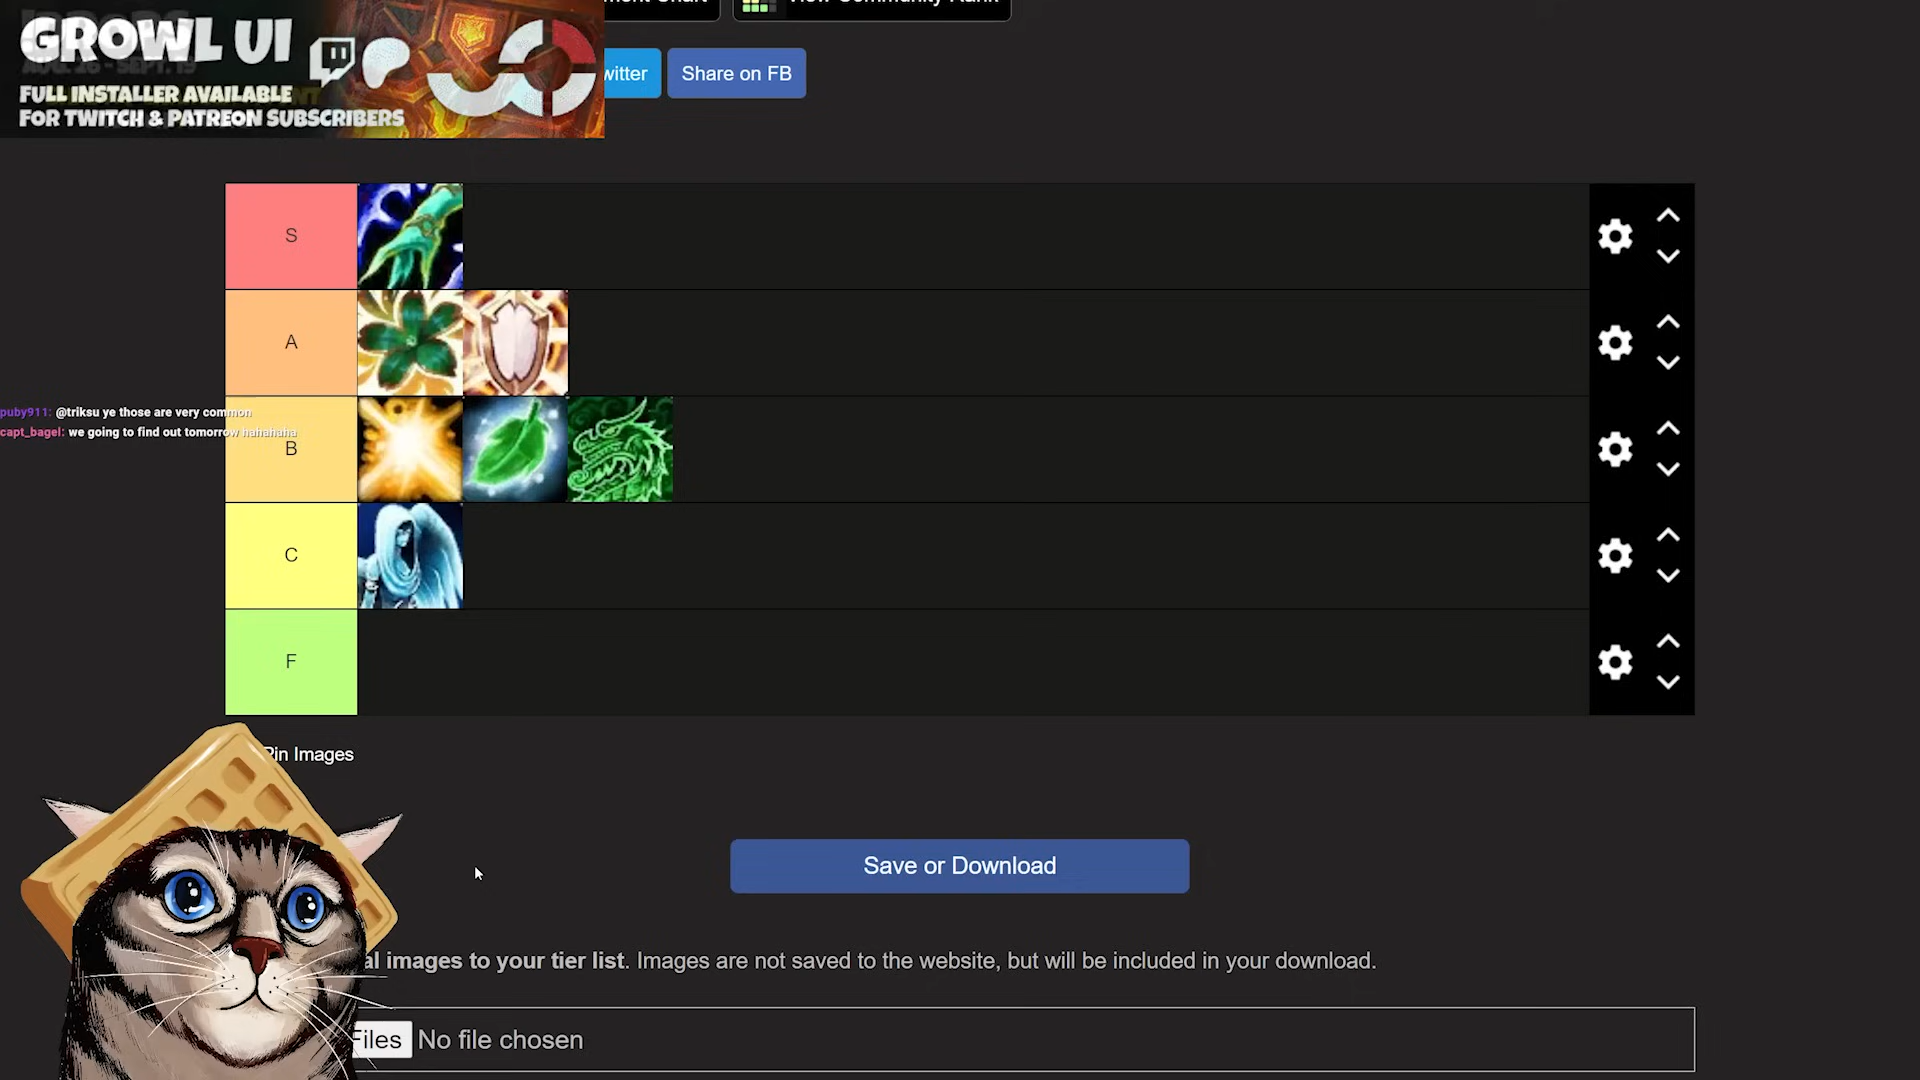 View Community Rank
GROWL UI
FULL INSTALLER AVAILABLE
FOR TWITCH & PATREON SUBSCRIBERS
witter
Share on FB
S
A
puby911: @triksu ye those are very common
capt_bagel: we going to find out tomorrow hahahaha
B
C
F
Pin Images
Save or Download
al images to your tier list. Images are not saved to the website, but will be included in your download.
Files No file chosen